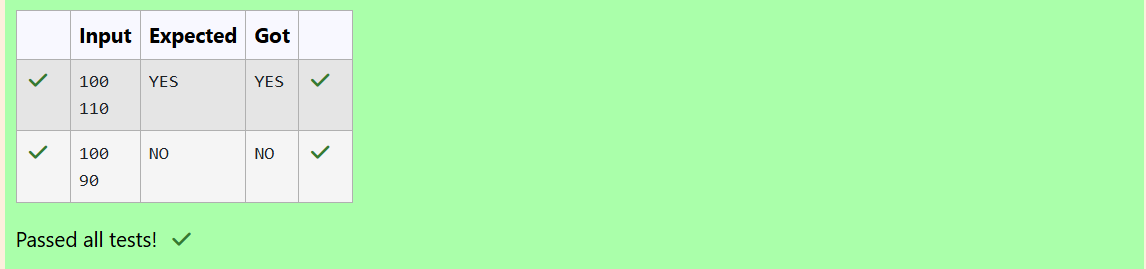 Input Expected Got
100 YES YES
110
100 NO NO
90
Passed all tests!